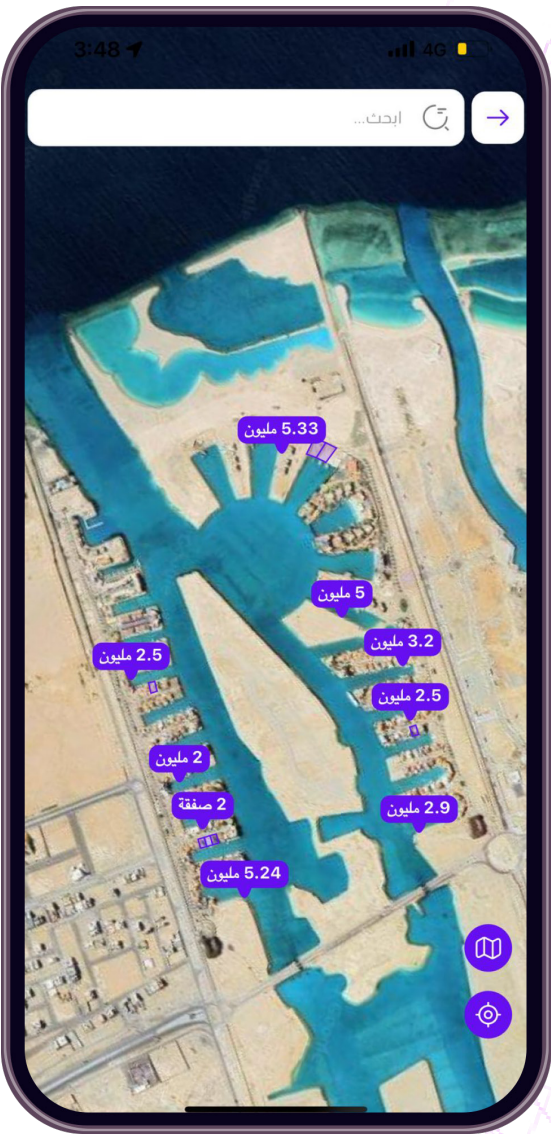 3:48
4G
ابحث...
5.33 مليون
5 مليون
3.2 مليون
2.5 مليون
2.5 مليون
2 مليون
2 صفقة
2.9 مليون
5.24 مليون